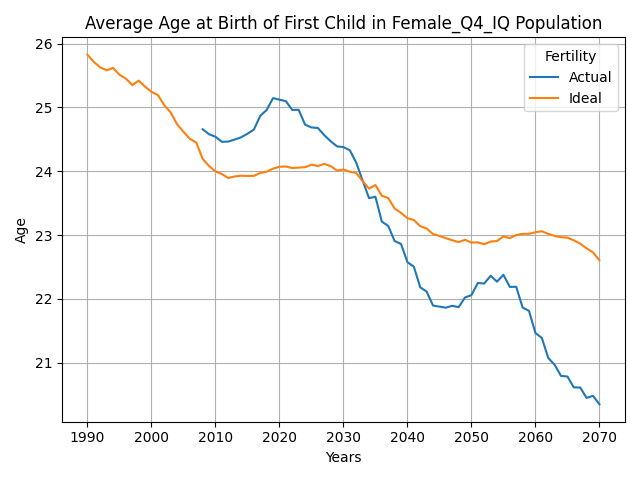 Average Age at Birth of First Child in Female_Q4_IQ Population
Fertility
Actual
Ideal
26
25
24
23
22
21
Age
1990 2000 2010 2020 2030 2040 2050 2060 2070
Years